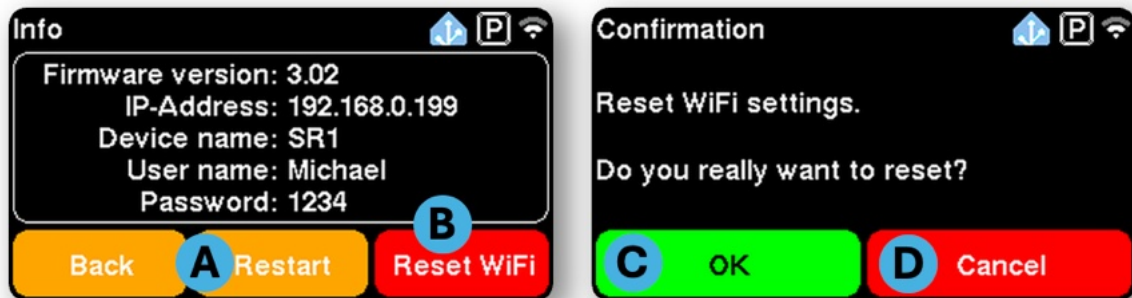 Info
P
Firmware version: 3.02
IP-Address: 192.168.0.199
Device name: SR1
User name: Michael
Password: 1234
B
Back
A
Restart
Reset WiFi
Confirmation
P
Reset WiFi settings.
Do you really want to reset?
C
OK
D
Cancel